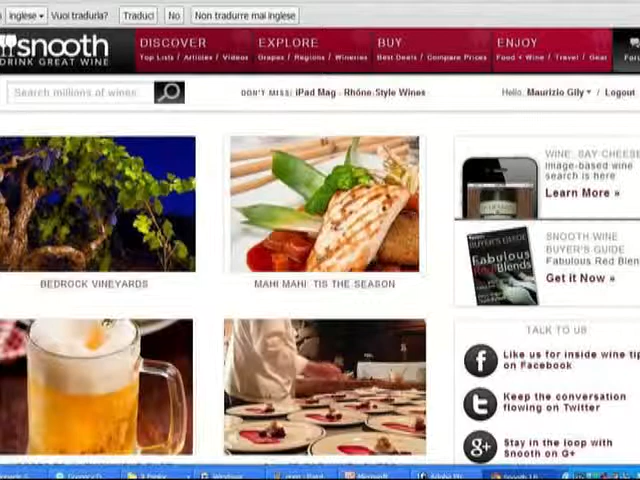 inglese
Vuoi tradurla?
Traduci
No
Non tradurre mai inglese
snooth
DRINK GREAT WINE
DISCOVER
Top Lists / Articles / Videos
EXPLORE
Grapes / Regions / Wineries
BUY
Best Deals / Compare Prices
ENJOY
Food + Wine / Travel / Gear
Search millions of wines
DON'T MISS: iPad Mag - Rhône-Style Wines
Hello, Maurizio Gily / Logout
BEDROCK VINEYARDS
MAHI MAHI: TIS THE SEASON
WINE, SAY CHEESE
Image-based wine
search is here
Learn More »
SNOOTH WINE
BUYER'S GUIDE
Fabulous Red Blen
Get it Now »
BUYER'S GUIDE
Fabulous
Red Blends
TALK TO US
Like us for inside wine tip
on Facebook
Keep the conversation
flowing on Twitter
Stay in the loop with
Snooth on G+